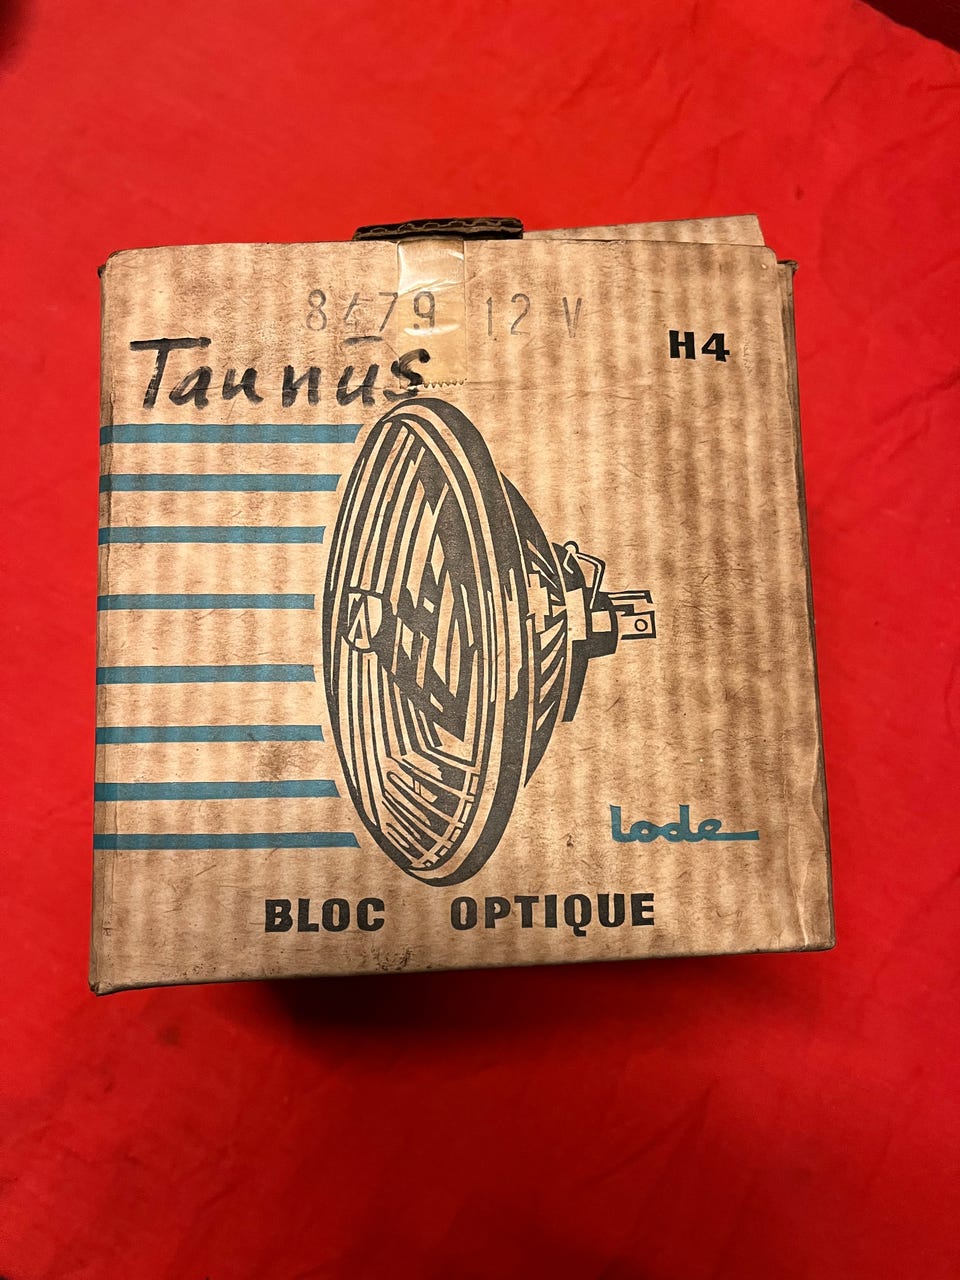 8479 12 V
H4
Taunus
lode
BLOC OPTIQUE